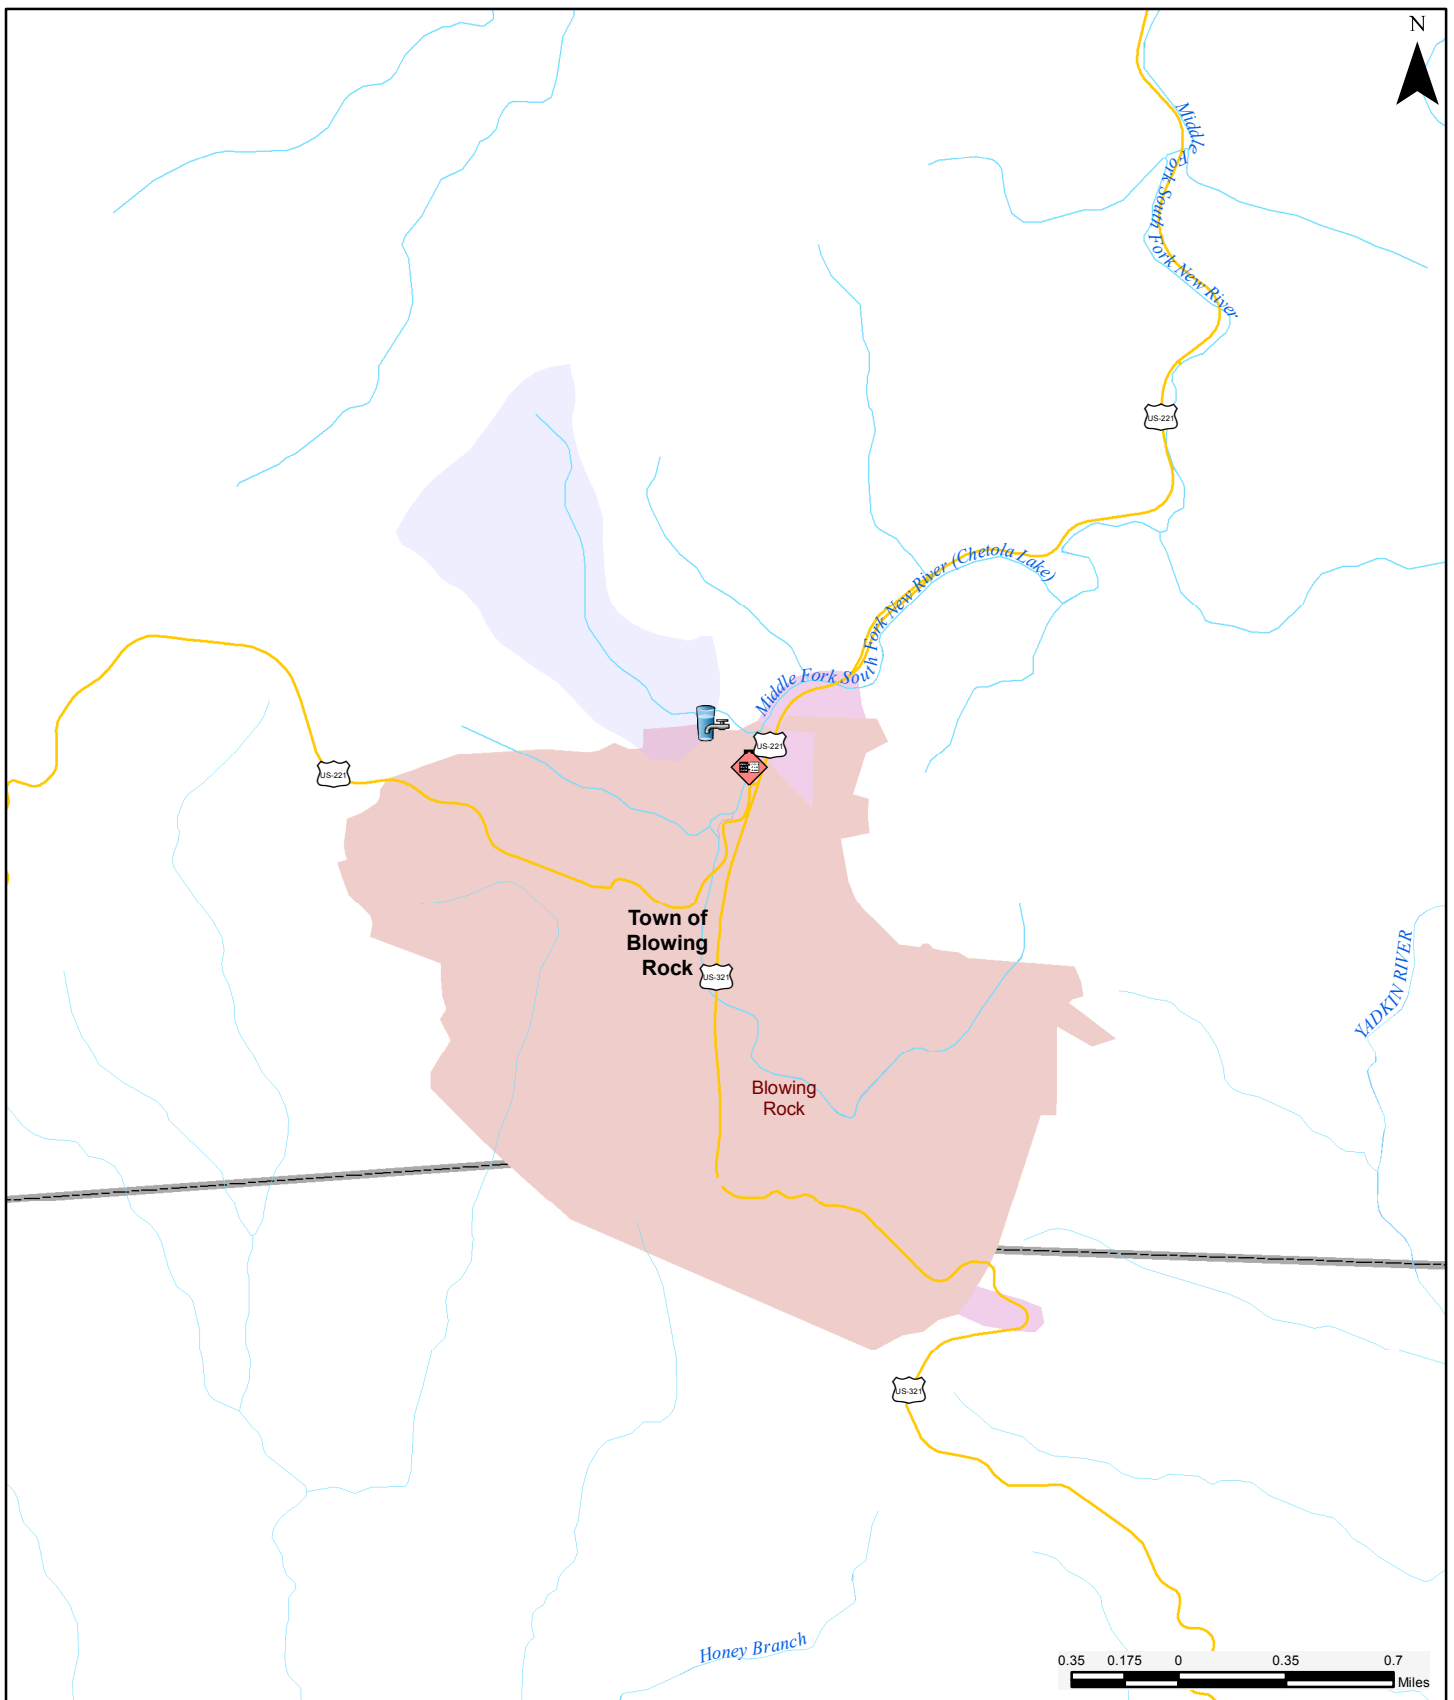 N
Middle
Fork South
Fork New River
US-221
Middle Fork South Fork New River (Chetola Lake)
US-221
US-221
Town of
Blowing
Rock
US-321
YADKIN RIVER
Blowing
Rock
US-321
Honey Branch
0.35 0.175 0 0.35 0.7
Miles